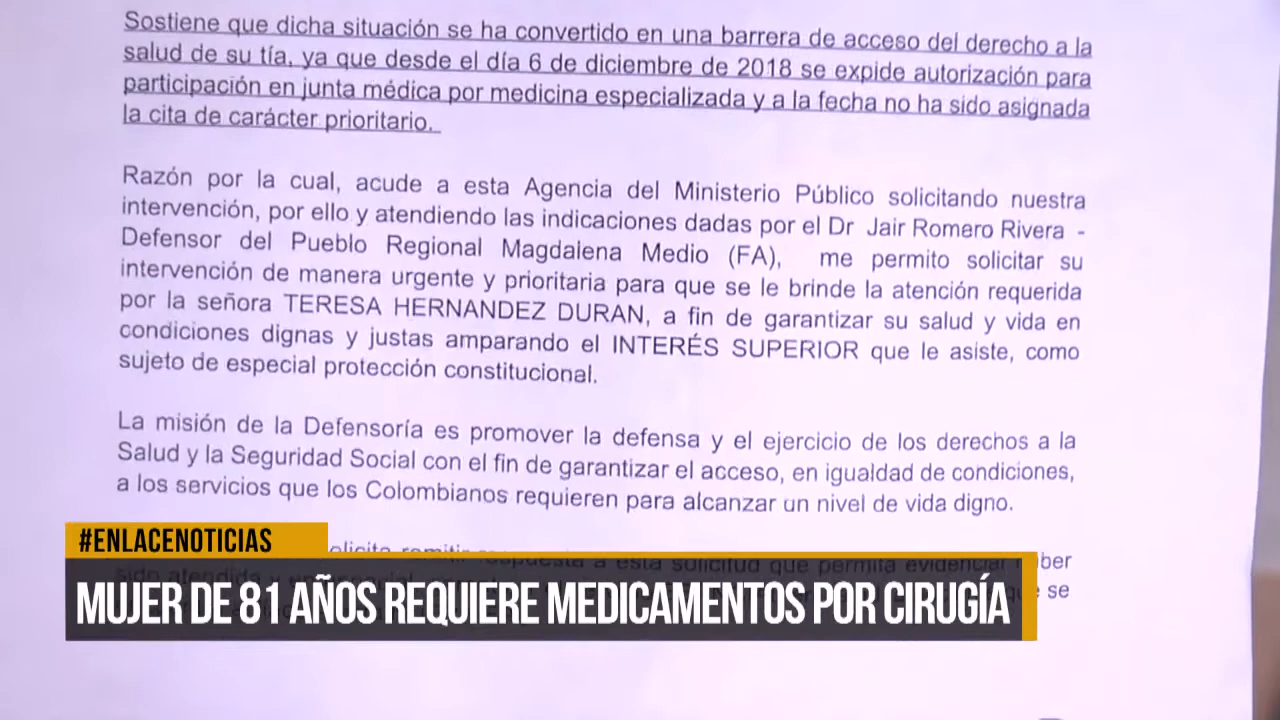 Sostiene que dicha situación se ha convertido en una barrera de acceso del derecho a la
salud de su tía, ya que desde el día 6 de diciembre de 2018 se expide autorización para
participación en junta médica por medicina especializada y a la fecha no ha sido asignada
la cita de carácter prioritario.
Razón por la cual, acude a esta Agencia del Ministerio Público solicitando nuestra
intervención, por ello y atendiendo las indicaciones dadas por el Dr Jair Romero Rivera -
Defensor del Pueblo Regional Magdalena Medio (FA), me permito solicitar su
intervención de manera urgente y prioritaria para que se le brinde la atención requerida
por la señora TERESA HERNANDEZ DURAN, a fin de garantizar su salud y vida en
condiciones dignas y justas amparando el INTERÉS SUPERIOR que le asiste, como
sujeto de especial protección constitucional.
La misión de la Defensoría es promover la defensa y el ejercicio de los derechos a la
Salud y la Seguridad Social con el fin de garantizar el acceso, en igualdad de condiciones,
a los servicios que los Colombianos requieren para alcanzar un nivel de vida digno.
#ENLACENOTICIAS
respuesta a esta solicitud que permita evidenciar
se
MUJER DE 81 AÑOS REQUIERE MEDICAMENTOS POR CIRUGÍA